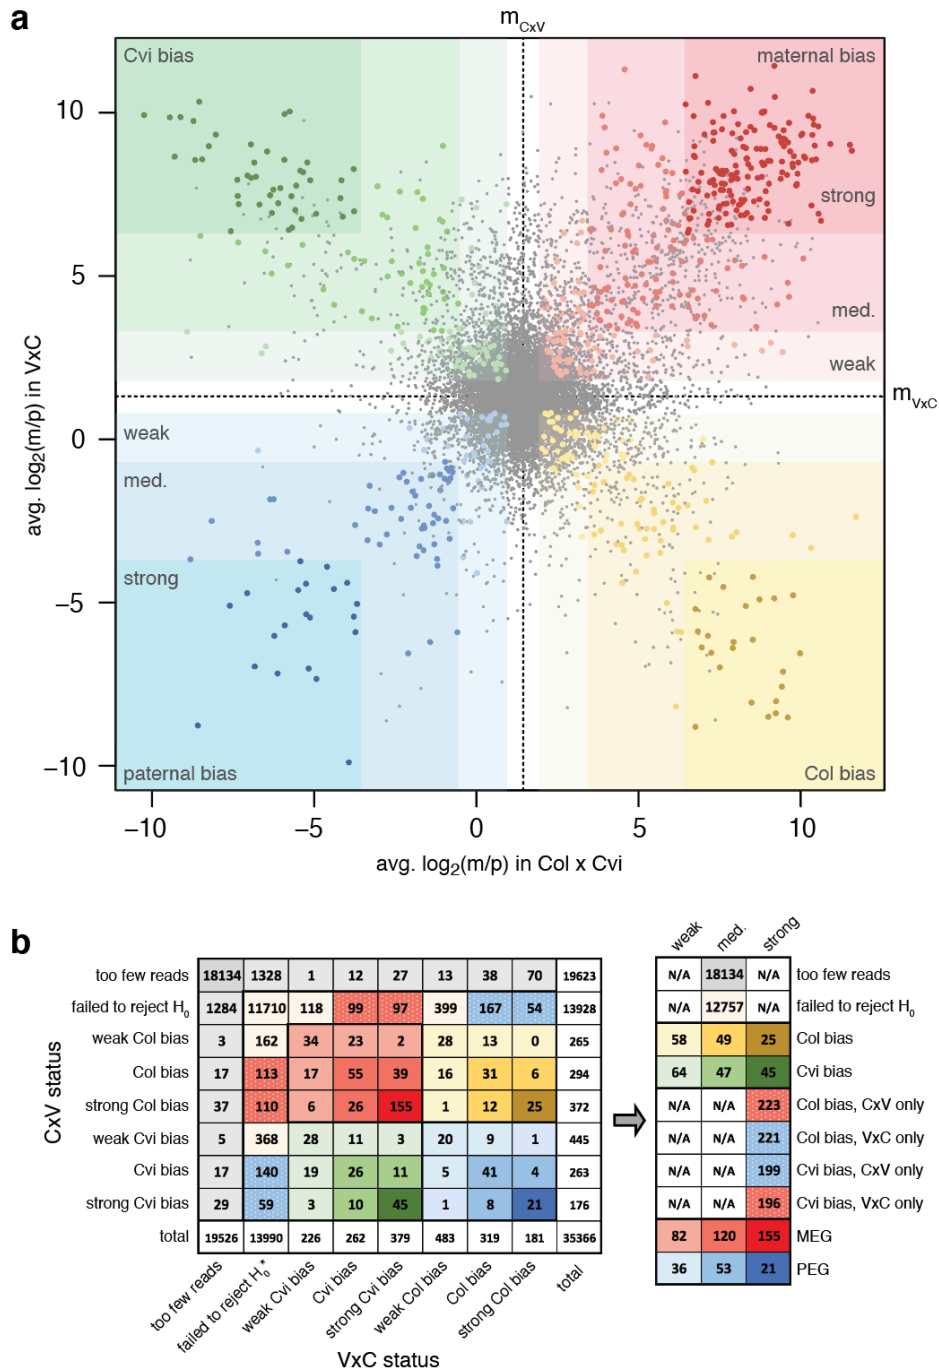 a
m CxV
Cvi bias
maternal bias
strong
med.
weak
m VxC
weak
med.
strong
paternal bias
Col bias
10
5
0
−5
−10
avg. log2(m/p) in VxC
−10 −5 0 5 10
avg. log2(m/p) in Col x Cvi
b
CxV status
too few reads 18134 1328 1 12 27 13 38 70 19623
failed to reject H0 1284 11710 118 99 97 399 167 54 13928
weak Col bias 3 162 34 23 2 28 13 0 265
Col bias 17 113 17 55 39 16 31 6 294
strong Col bias 37 110 6 26 155 1 12 25 372
weak Cvi bias 5 368 28 11 3 20 9 1 445
Cvi bias 17 140 19 26 11 5 41 4 263
strong Cvi bias 29 59 3 10 45 1 8 21 176
total 19526 13990 226 262 379 483 319 181 35366
too few reads
failed to reject H0*
weak Cvi bias
Cvi bias
strong Cvi bias
weak Col bias
Col bias
strong Col bias
total
VxC status
weak med. strong
N/A 18134 N/A too few reads
N/A 12757 N/A failed to reject H0
58 49 25 Col bias
64 47 45 Cvi bias
N/A N/A 223 Col bias, CxV only
N/A N/A 221 Col bias, VxC only
N/A N/A 199 Cvi bias, CxV only
N/A N/A 196 Cvi bias, VxC only
82 120 155 MEG
36 53 21 PEG